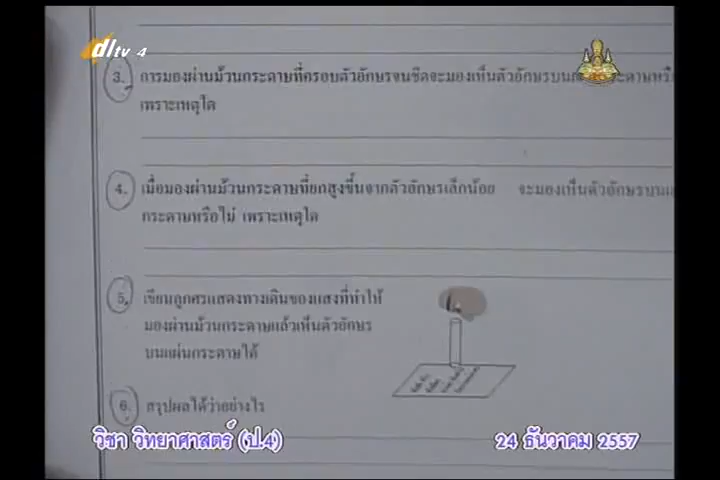 dltv 4
3. การมองผ่านม้วนกระดาษที่ครอบตัวอักษรจนชิดจะมองเห็นตัวอักษรบน
เพราะเหตุใด
4. เมื่อมองผ่านม้วนกระดาษที่ยกสูงขึ้นจากตัวอักษรเล็กน้อย จะมองเห็นตัวอักษรบน
กระดาษหรือไม่ เพราะเหตุใด
5. เขียนลูกศรแสดงทางเดินของแสงที่ทำให้
มองผ่านม้วนกระดาษแล้วเห็นตัวอักษร
บนแผ่นกระดาษได้
6. สรุปผลได้ว่าอย่างไร
วิชา วิทยาศาสตร์ (ป.4)
24 ธันวาคม 2557